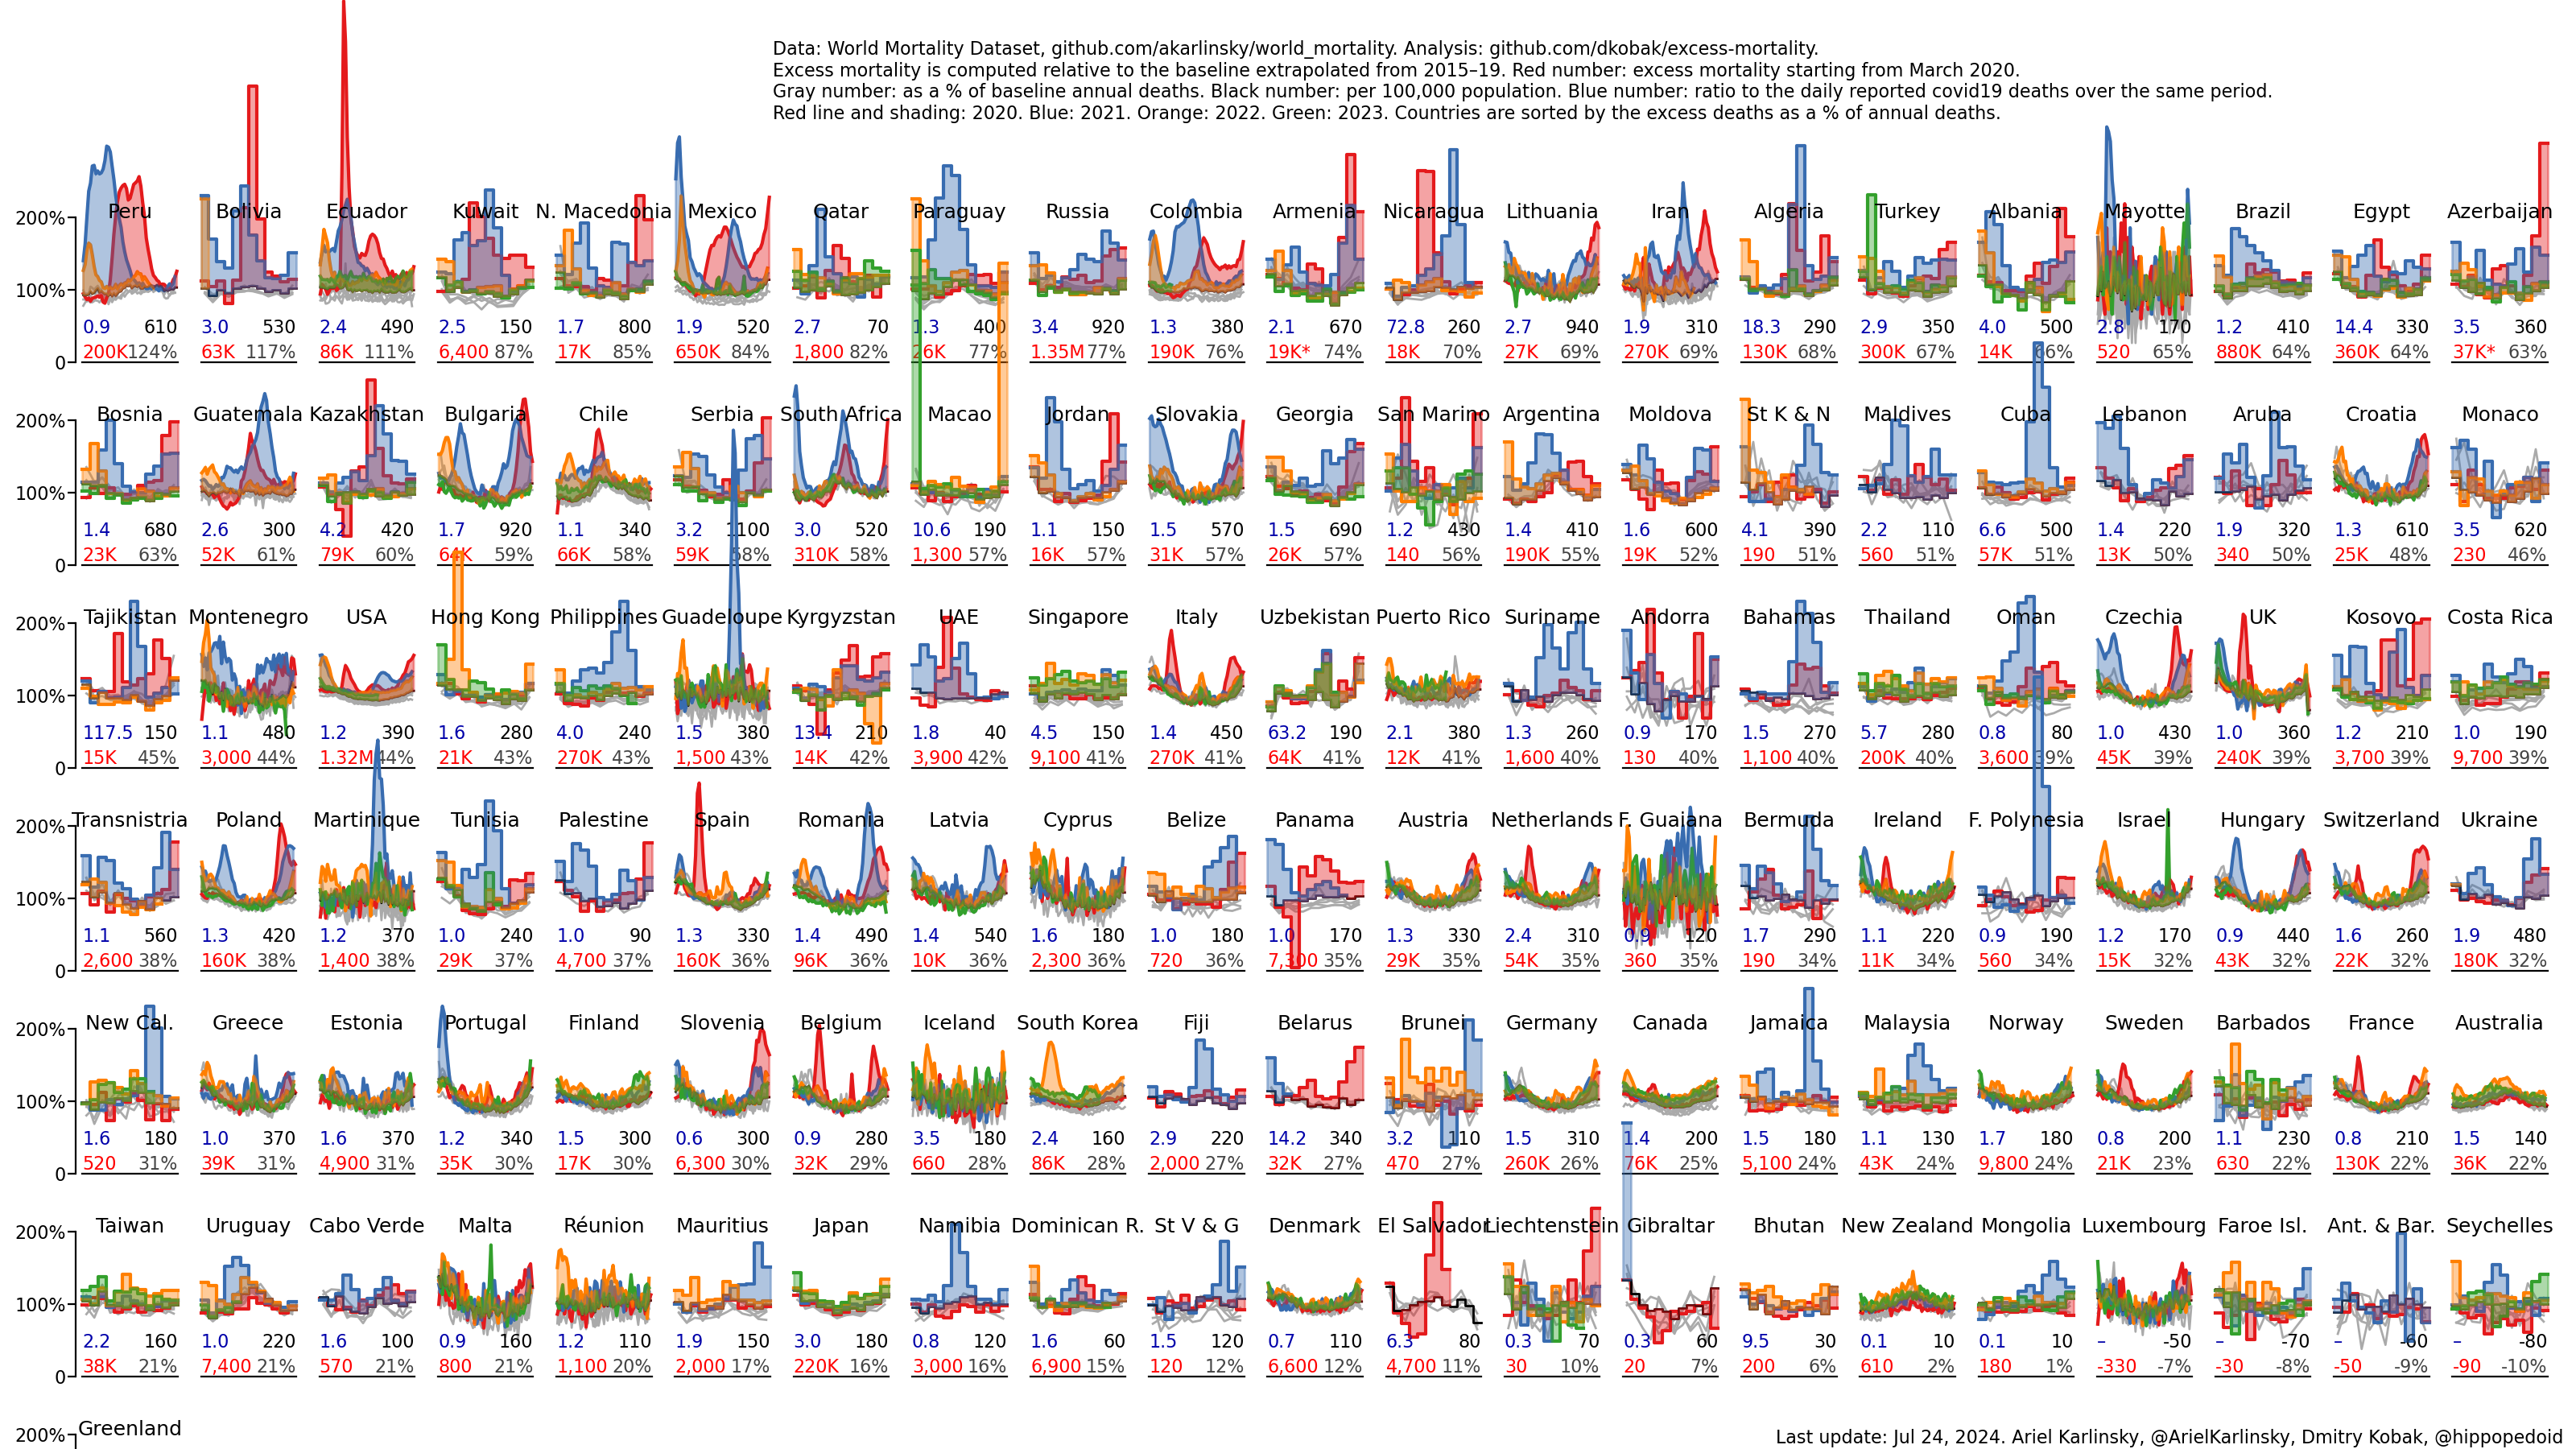 Data: World Mortality Dataset, github.com/akarlinsky/world_mortality. Analysis: github.com/dkobak/excess-mortality.
Excess mortality is computed relative to the baseline extrapolated from 2015–19. Red number: excess mortality starting from March 2020.
Gray number: as a % of baseline annual deaths. Black number: per 100,000 population. Blue number: ratio to the daily reported covid19 deaths over the same period.
Red line and shading: 2020. Blue: 2021. Orange: 2022. Green: 2023. Countries are sorted by the excess deaths as a % of annual deaths.
Peru Bolivia Ecuador Kuwait N. Macedonia Mexico Qatar Paraguay Russia Colombia Armenia Nicaragua Lithuania Iran Algeria Turkey Albania Mayotte Brazil Egypt Azerbaijan
200%
100%
0.9 610 3.0 530 2.4 490 2.5 150 1.7 800 1.9 520 2.7 70 1.3 400 3.4 920 1.3 380 2.1 670 72.8 260 2.7 940 1.9 310 18.3 290 2.9 350 4.0 500 2.8 170 1.2 410 14.4 330 3.5 360
200K 124% 63K 117% 86K 111% 6,400 87% 17K 85% 650K 84% 1,800 82% 26K 77% 1.35M 77% 190K 76% 19K* 74% 18K 70% 27K 69% 270K 69% 130K 68% 300K 67% 14K 66% 520 65% 880K 64% 360K 64% 37K* 63%
0
Bosnia Guatemala Kazakhstan Bulgaria Chile Serbia South Africa Macao Jordan Slovakia Georgia San Marino Argentina Moldova St K & N Maldives Cuba Lebanon Aruba Croatia Monaco
200%
100%
1.4 680 2.6 300 4.2 420 1.7 920 1.1 340 3.2 1100 3.0 520 10.6 190 1.1 150 1.5 570 1.5 690 1.2 430 1.4 410 1.6 600 4.1 390 2.2 110 6.6 500 1.4 220 1.9 320 1.3 610 3.5 620
23K 63% 52K 61% 79K 60% 64K 59% 66K 58% 59K 58% 310K 58% 1,300 57% 16K 57% 31K 57% 26K 57% 140 56% 190K 55% 19K 52% 190 51% 560 51% 57K 51% 13K 50% 340 50% 25K 48% 230 46%
0
Tajikistan Montenegro USA Hong Kong Philippines Guadeloupe Kyrgyzstan UAE Singapore Italy Uzbekistan Puerto Rico Suriname Andorra Bahamas Thailand Oman Czechia UK Kosovo Costa Rica
200%
100%
117.5 150 1.1 480 1.2 390 1.6 280 4.0 240 1.5 380 13.4 210 1.8 40 4.5 150 1.4 450 63.2 190 2.1 380 1.3 260 0.9 170 1.5 270 5.7 280 0.8 80 1.0 430 1.0 360 1.2 210 1.0 190
15K 45% 3,000 44% 1.32M 44% 21K 43% 270K 43% 1,500 43% 14K 42% 3,900 42% 9,100 41% 270K 41% 64K 41% 12K 41% 1,600 40% 130 40% 1,100 40% 200K 40% 3,600 39% 45K 39% 240K 39% 3,700 39% 9,700 39%
0
Transnistria Poland Martinique Tunisia Palestine Spain Romania Latvia Cyprus Belize Panama Austria Netherlands F. Guiana Bermuda Ireland F. Polynesia Israel Hungary Switzerland Ukraine
200%
100%
1.1 560 1.3 420 1.2 370 1.0 240 1.0 90 1.3 330 1.4 490 1.4 540 1.6 180 1.0 180 1.0 170 1.3 330 2.4 310 0.9 120 1.7 290 1.1 220 0.9 190 1.2 170 0.9 440 1.6 260 1.9 480
2,600 38% 160K 38% 1,400 38% 29K 37% 4,700 37% 160K 36% 96K 36% 10K 36% 2,300 36% 720 36% 7,300 35% 29K 35% 54K 35% 360 35% 190 34% 11K 34% 560 34% 15K 32% 43K 32% 22K 32% 180K 32%
0
New Cal. Greece Estonia Portugal Finland Slovenia Belgium Iceland South Korea Fiji Belarus Brunei Germany Canada Jamaica Malaysia Norway Sweden Barbados France Australia
200%
100%
1.6 180 1.0 370 1.6 370 1.2 340 1.5 300 0.6 300 0.9 280 3.5 180 2.4 160 2.9 220 14.2 340 3.2 110 1.5 310 1.4 200 1.5 180 1.1 130 1.7 180 0.8 200 1.1 230 0.8 210 1.5 140
520 31% 39K 31% 4,900 31% 35K 30% 17K 30% 6,300 30% 32K 29% 660 28% 86K 28% 2,000 27% 32K 27% 470 27% 260K 26% 76K 25% 5,100 24% 43K 24% 9,800 24% 21K 23% 630 22% 130K 22% 36K 22%
0
Taiwan Uruguay Cabo Verde Malta Réunion Mauritius Japan Namibia Dominican R. St V & G Denmark El Salvador Liechtenstein Gibraltar Bhutan New Zealand Mongolia Luxembourg Faroe Isl. Ant. & Bar. Seychelles
200%
100%
2.2 160 1.0 220 1.6 100 0.9 160 1.2 110 1.9 150 3.0 180 0.8 120 1.6 60 1.5 120 0.7 110 6.3 80 0.3 70 0.3 60 9.5 30 0.1 10 0.1 10 – -50 – -70 – -60 – -80
38K 21% 7,400 21% 570 21% 800 21% 1,100 20% 2,000 17% 220K 16% 3,000 16% 6,900 15% 120 12% 6,600 12% 4,700 11% 30 10% 20 7% 200 6% 610 2% 180 1% -330 -7% -30 -8% -50 -9% -90 -10%
0
Greenland
200%
Last update: Jul 24, 2024. Ariel Karlinsky, @ArielKarlinsky, Dmitry Kobak, @hippopedoid